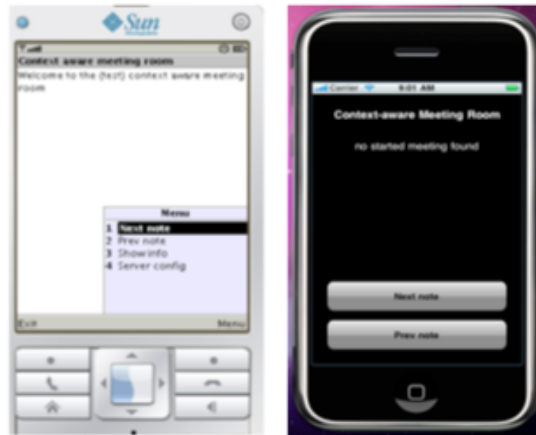 Sun
Context aware meeting room
Welcome to the (test) context aware meeting
room
Menu
1 Next note
2 Prev note
3 Show info
4 Server config
Exit
Menu
Carrier
9:01 AM
Context-aware Meeting Room
no started meeting found
Next note
Prev note